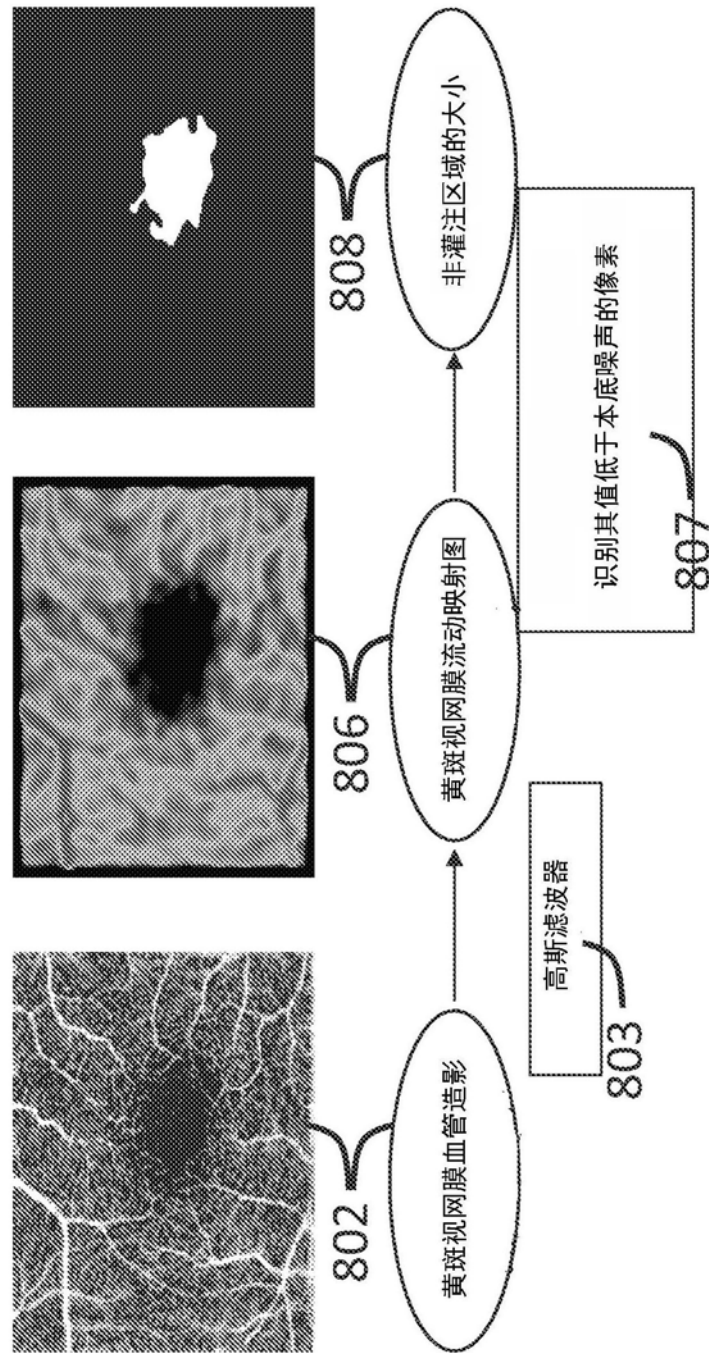 802
806
808
黄斑视网膜血管造影
黄斑视网膜流动映射图
非灌注区域的大小
高斯滤波器
803
识别其值低于本底噪声的像素
807